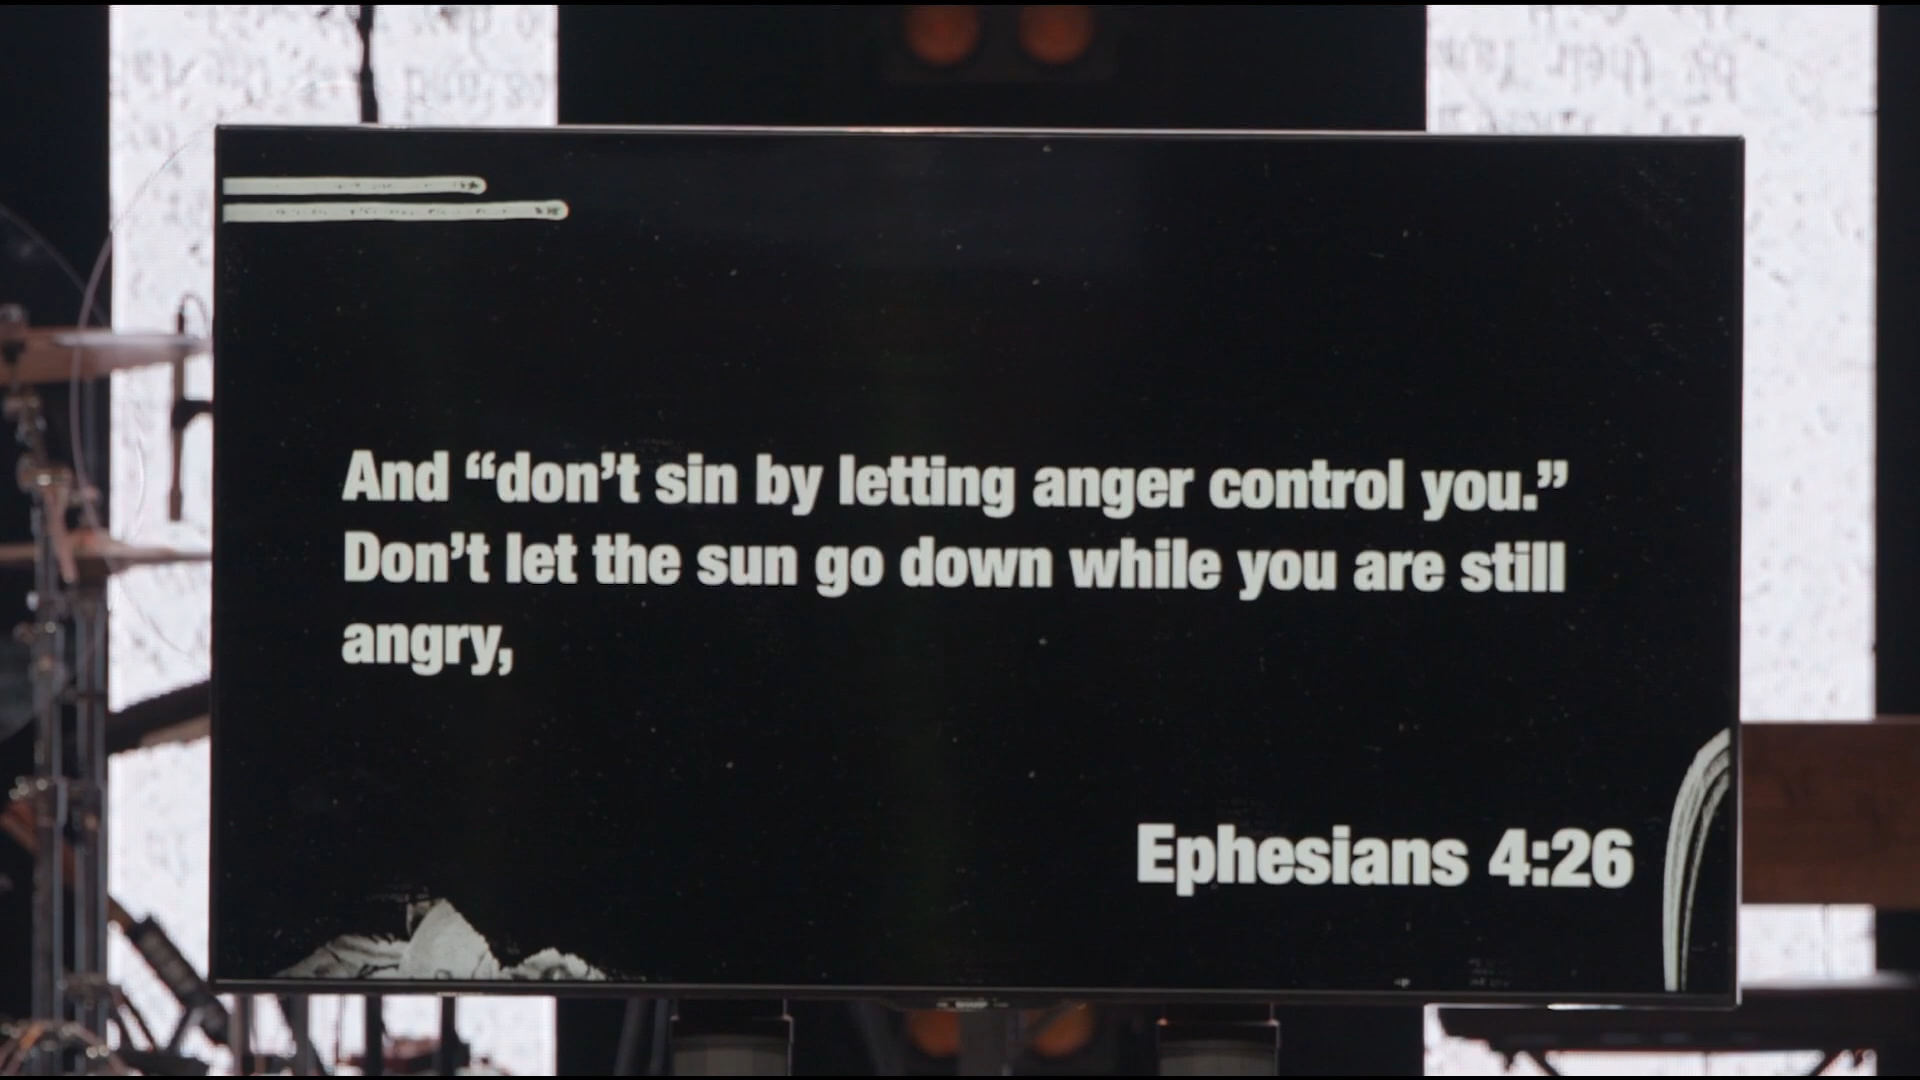 And “don’t sin by letting anger control you.”
Don’t let the sun go down while you are still
angry,
Ephesians 4:26